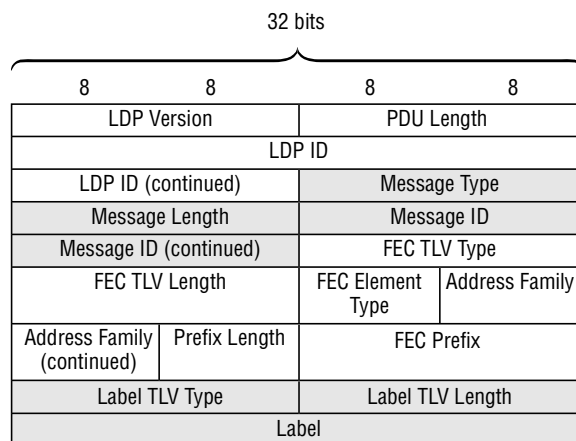 32 bits
8 8 8 8
LDP Version PDU Length
LDP ID
LDP ID (continued) Message Type
Message Length Message ID
Message ID (continued) FEC TLV Type
FEC TLV Length FEC Element Type Address Family
Address Family (continued) Prefix Length FEC Prefix
Label TLV Type Label TLV Length
Label